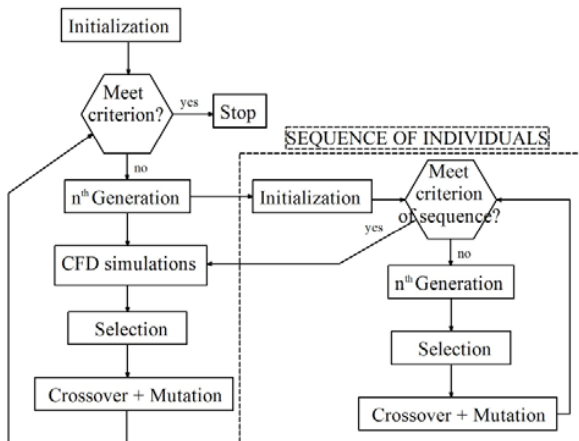 Initialization
Meet
criterion?
yes
Stop
no
nth Generation
CFD simulations
Selection
Crossover + Mutation
SEQUENCE OF INDIVIDUALS
Initialization
Meet
criterion
of sequence?
yes
no
nth Generation
Selection
Crossover + Mutation